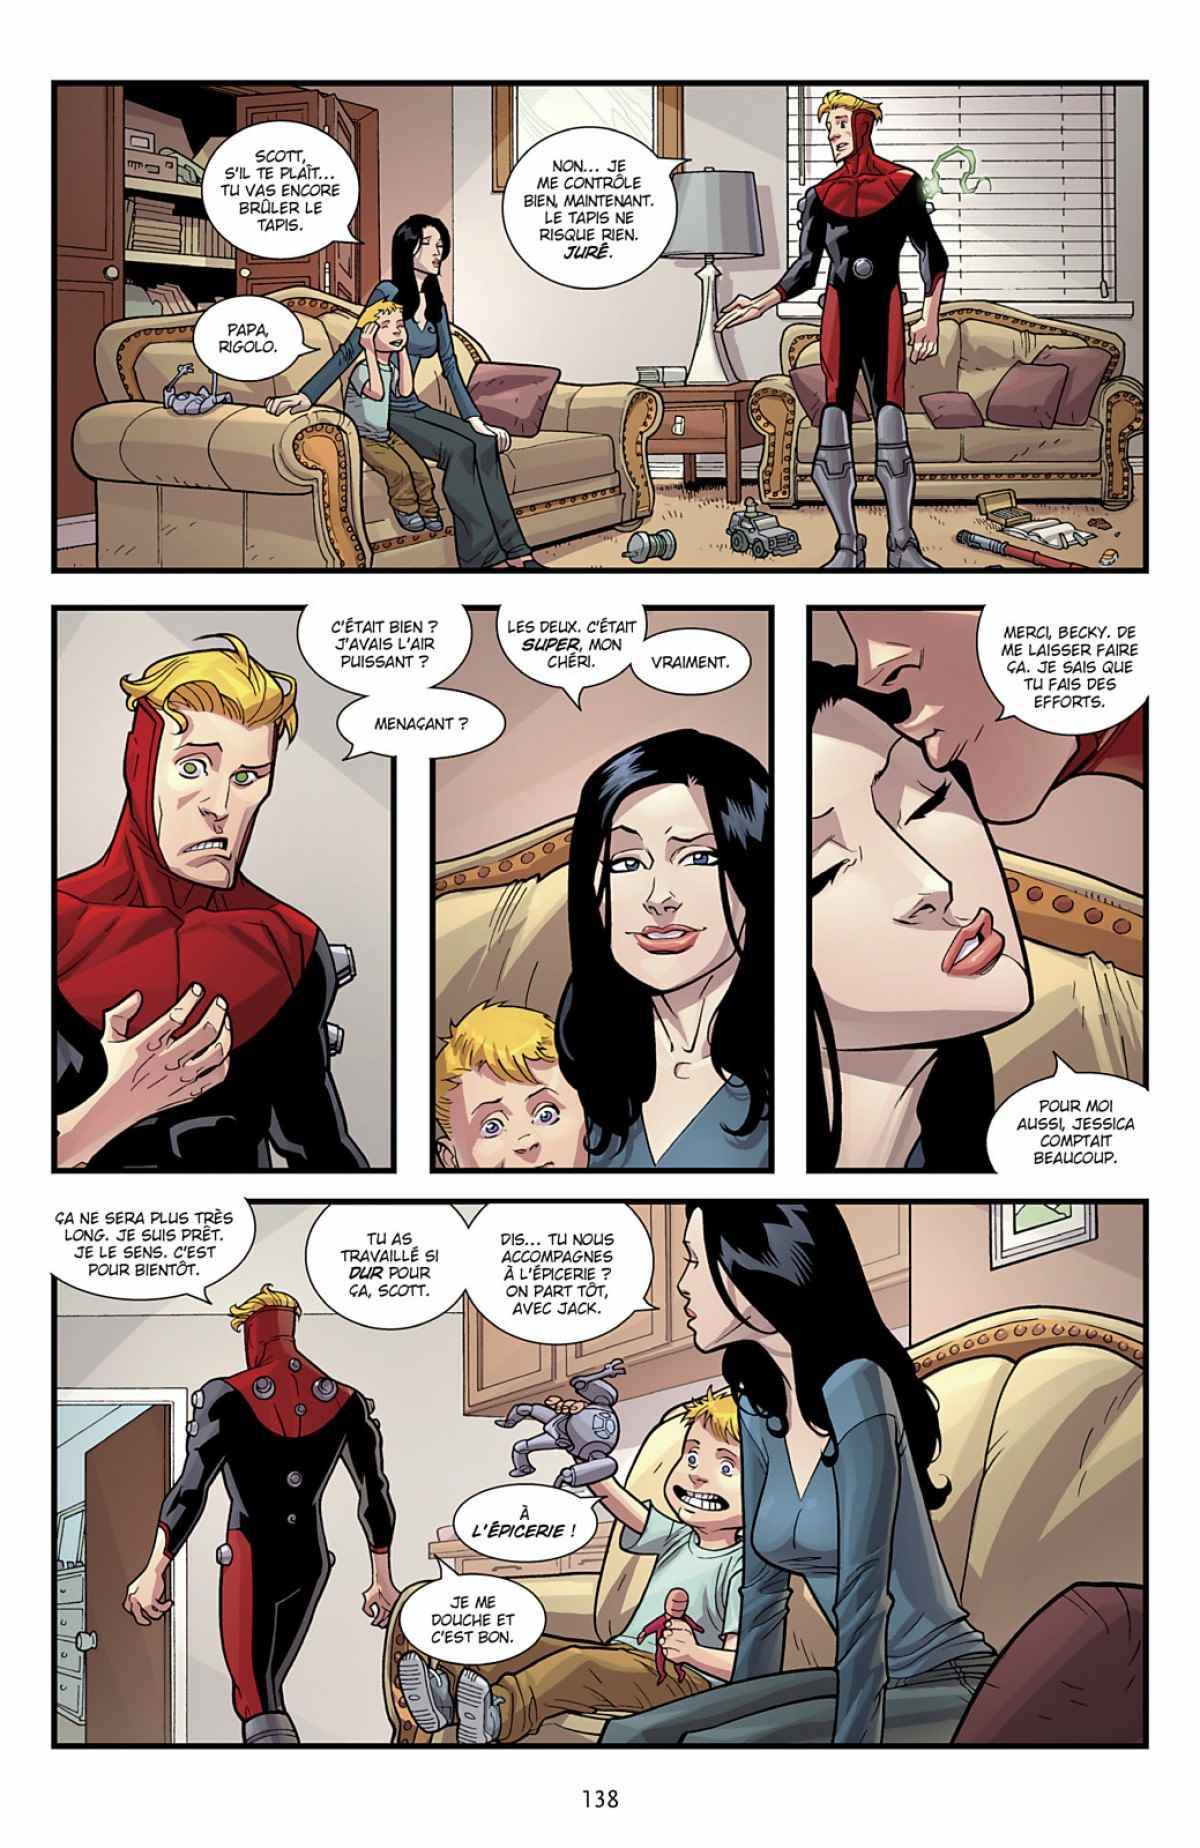 SCOTT,
S'IL TE PLAÎT...
TU VAS ENCORE
BRÛLER LE
TAPIS.
NON... JE
ME CONTRÔLE
BIEN, MAINTENANT.
LE TAPIS NE
RISQUE RIEN.
JURÉ.
PAPA,
RIGOLO.
C'ÉTAIT BIEN ?
J'AVAIS L'AIR
PUISSANT ?
MENAÇANT ?
LES DEUX. C'ÉTAIT
SUPER, MON
CHÉRI.
VRAIMENT.
MERCI, BECKY. DE
ME LAISSER FAIRE
ÇA. JE SAIS QUE
TU FAIS DES
EFFORTS.
POUR MOI
AUSSI, JESSICA
COMPTAIT
BEAUCOUP.
ÇA NE SERA PLUS TRÈS
LONG. JE SUIS PRÊT.
JE LE SENS. C'EST
POUR BIENTÔT.
TU AS
TRAVAILLÉ SI
DUR POUR
ÇA, SCOTT.
DIS... TU NOUS
ACCOMPAGNES
À L'ÉPICERIE ?
ON PART TÔT,
AVEC JACK.
À
L'ÉPICERIE !
JE ME
DOUCHE ET
C'EST BON.
138